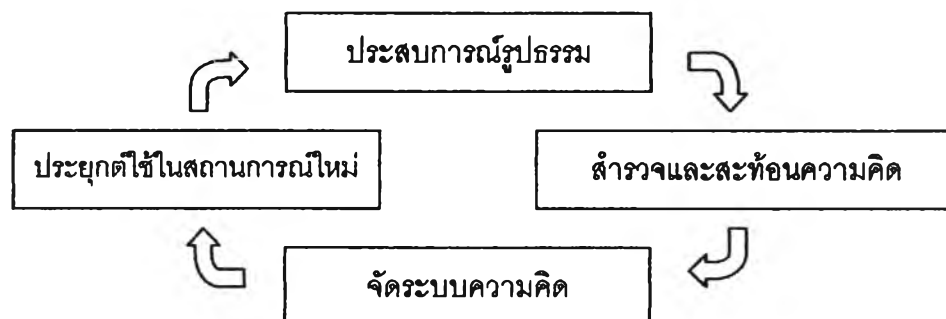 ประสบการณ์รูปธรรม
ประยุกต์ใช้ในสถานการณ์ใหม่
สำรวจและสะท้อนความคิด
จัดระบบความคิด